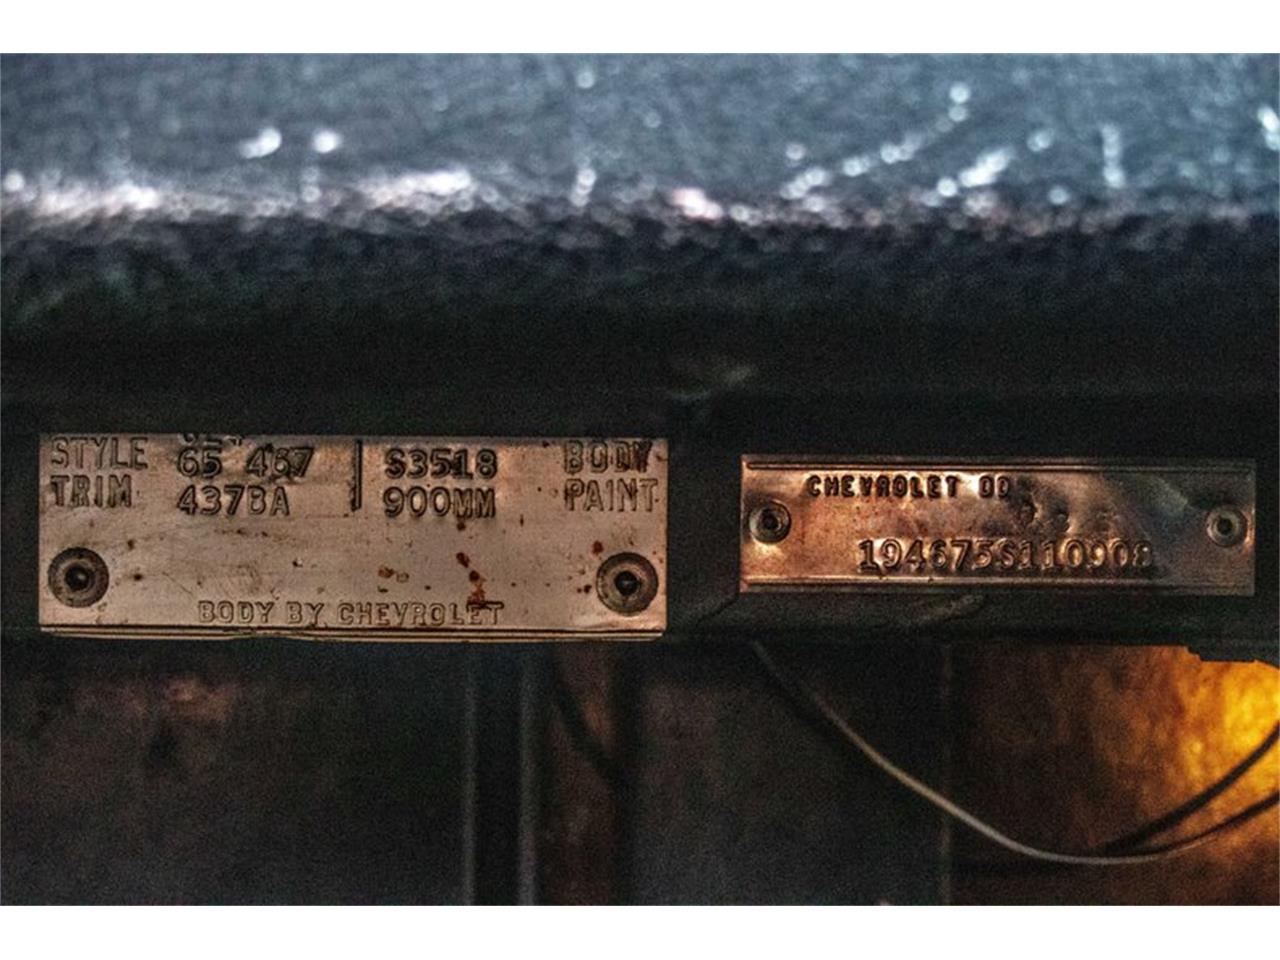 STYLE 65 467 S3518 BODY
TRIM 437BA 900MM PAINT
BODY BY CHEVROLET
CHEVROLET
194675S110908